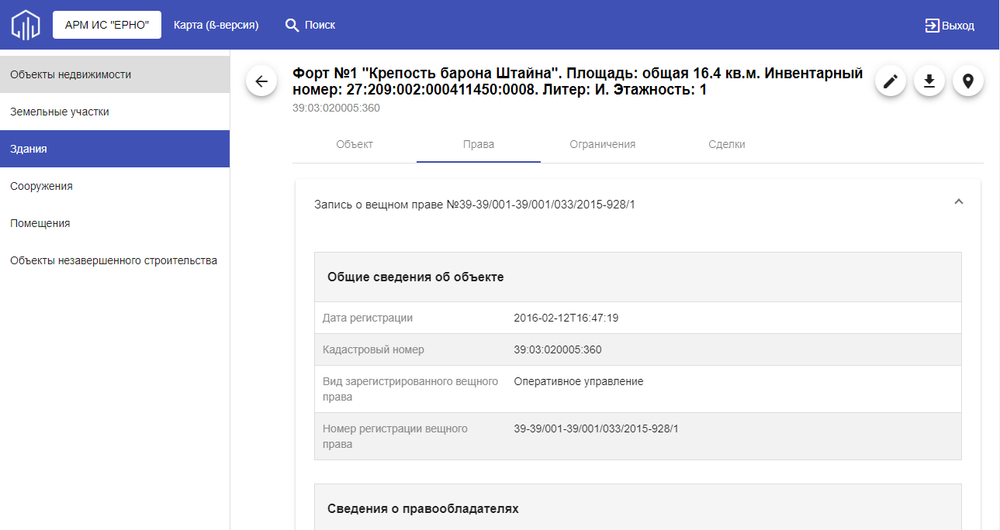 АРМ ИС "ЕРНО"
Карта (ß-версия)
Поиск
Выход
Объекты недвижимости
Земельные участки
Здания
Сооружения
Помещения
Объекты незавершенного строительства
Форт №1 "Крепость барона Штайна". Площадь: общая 16.4 кв.м. Инвентарный
номер: 27:209:002:000411450:0008. Литер: И. Этажность: 1
39:03:020005:360
Объект
Права
Ограничения
Сделки
Запись о вещном праве №39-39/001-39/001/033/2015-928/1
Общие сведения об объекте
Дата регистрации
2016-02-12T16:47:19
Кадастровый номер
39:03:020005:360
Вид зарегистрированного вещного
права
Оперативное управление
Номер регистрации вещного
права
39-39/001-39/001/033/2015-928/1
Сведения о правообладателях